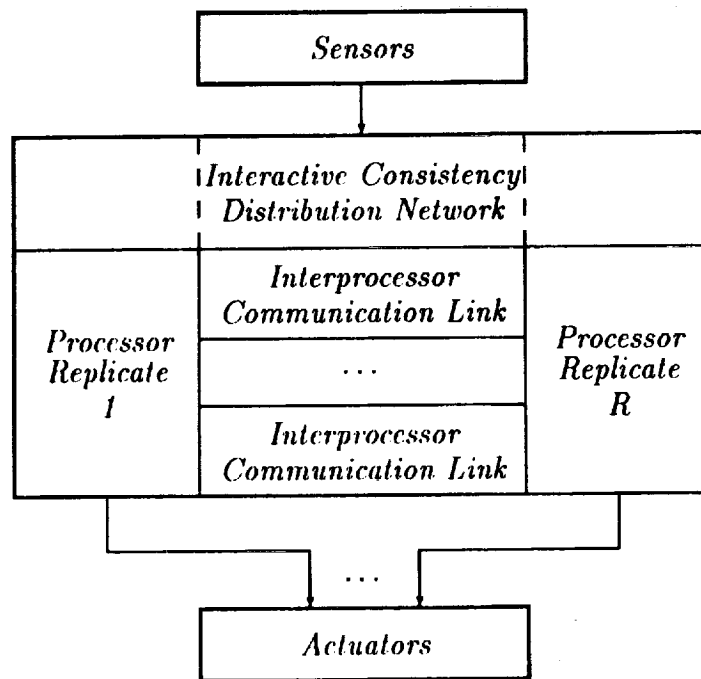 Sensors
Interactive Consistency
Distribution Network
Interprocessor
Communication Link
Processor
Replicate
1
...
Processor
Replicate
R
Interprocessor
Communication Link
...
Actuators